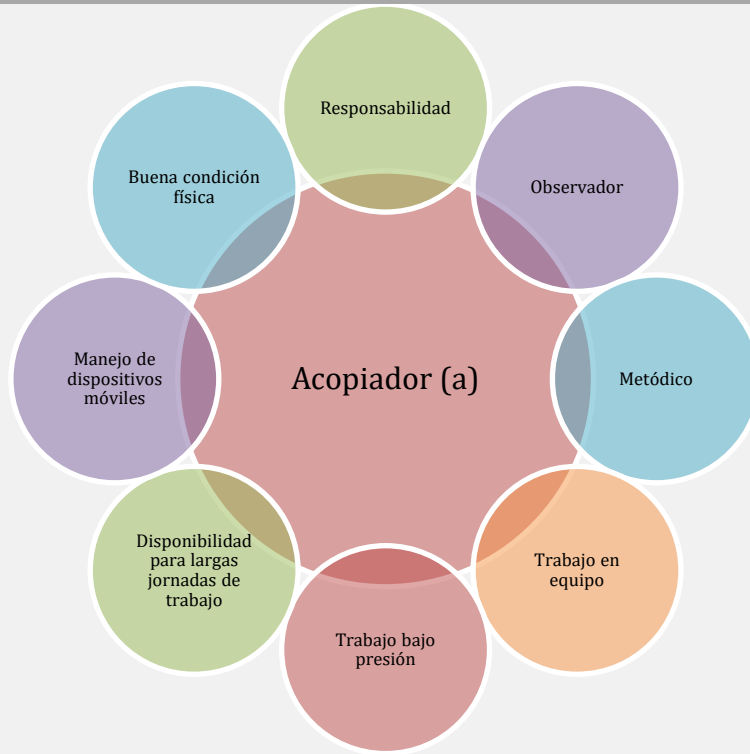 Responsabilidad
Observador
Metódico
Trabajo en
equipo
Trabajo bajo
presión
Disponibilidad
para largas
jornadas de
trabajo
Manejo de
dispositivos
móviles
Buena condición
física
Acopiador (a)